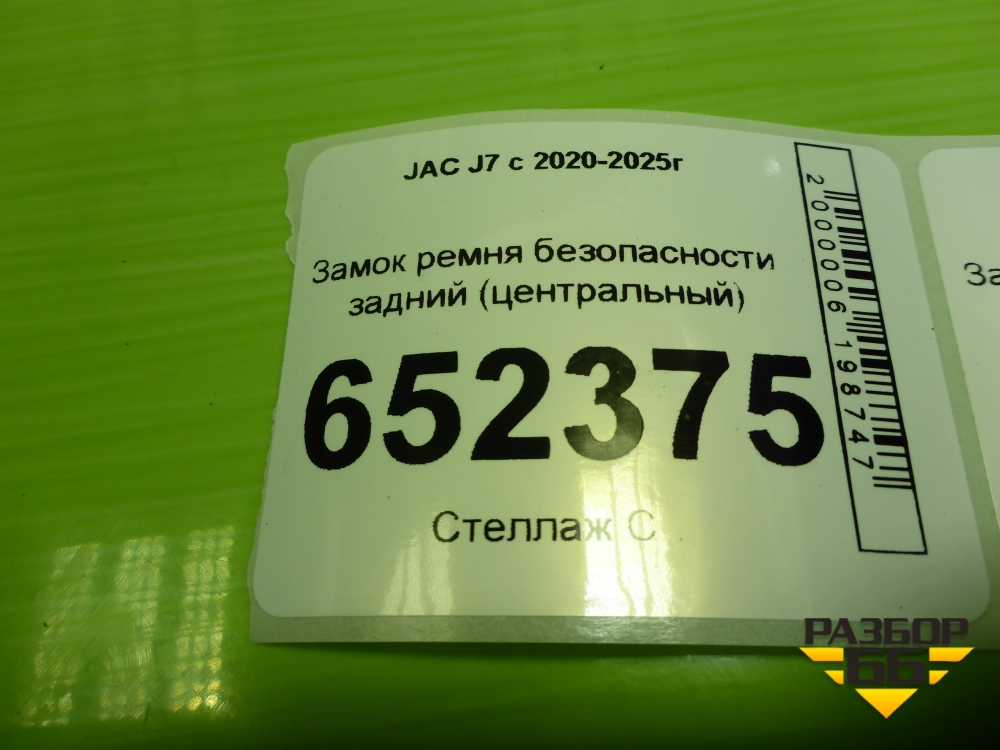 JAC J7 с 2020-2025г
Замок ремня безопасности
задний (центральный)
652375
Стеллаж С
2000006198747
За
РАЗБОР
66